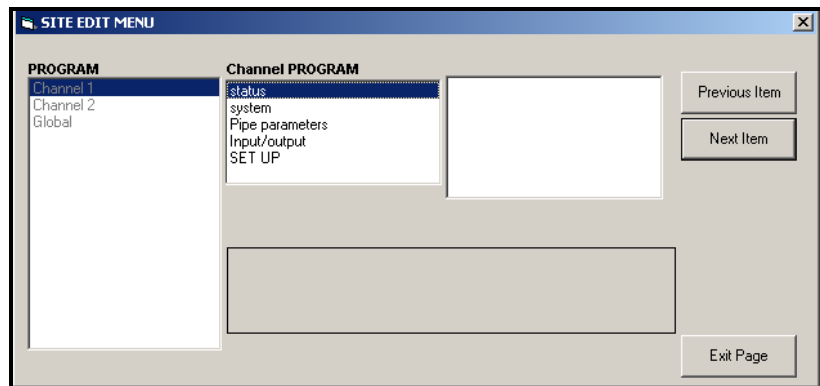 SITE EDIT MENU
PROGRAM
Channel 1
Channel 2
Global
Channel PROGRAM
status
system
Pipe parameters
Input/output
SET UP
Previous Item
Next Item
Exit Page